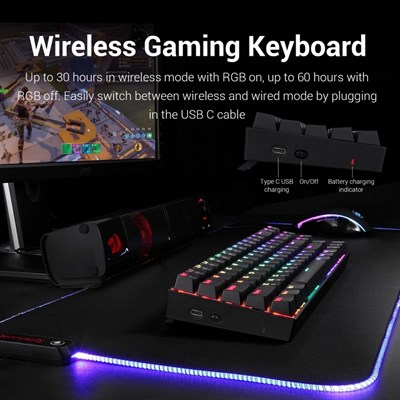 Wireless Gaming Keyboard
Up to 30 hours in wireless mode with RGB on, up to 60 hours with
RGB off. Easily switch between wireless and wired mode by plugging
in the USB C cable
Type C USB
charging
On/Off
Battery charging
indicator